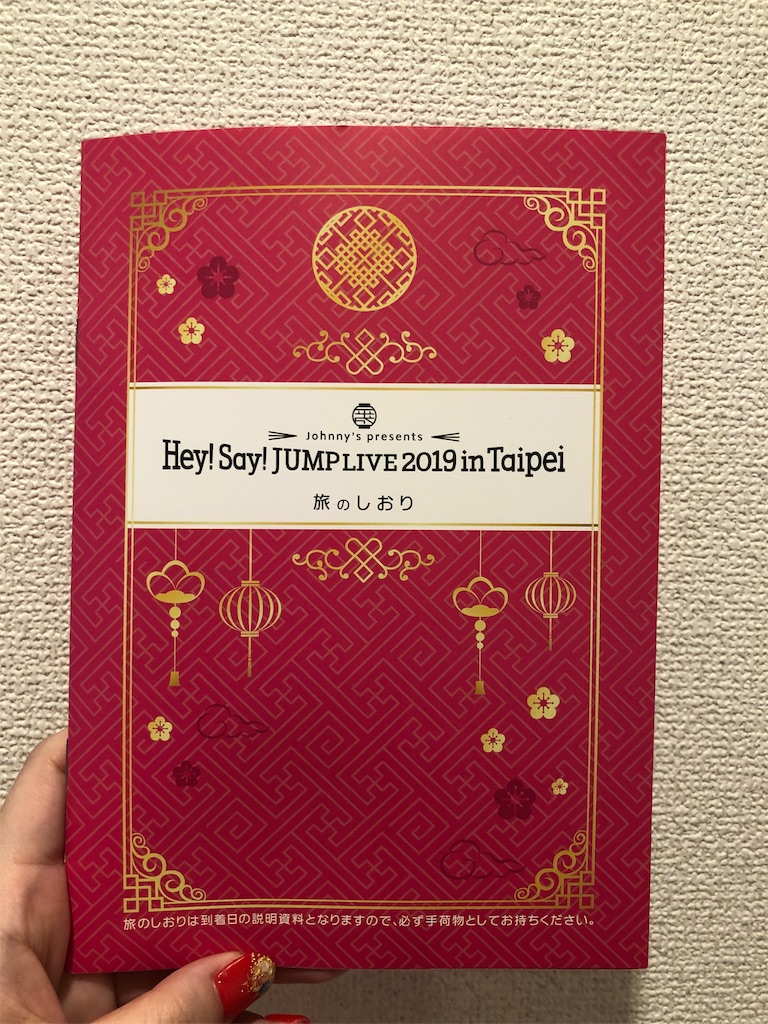 Johnny's presents
Hey! Say! JUMP LIVE 2019 in Taipei
旅のしおり
旅のしおりは到着日の説明資料となりますので、必ず手荷物としてお持ちください。